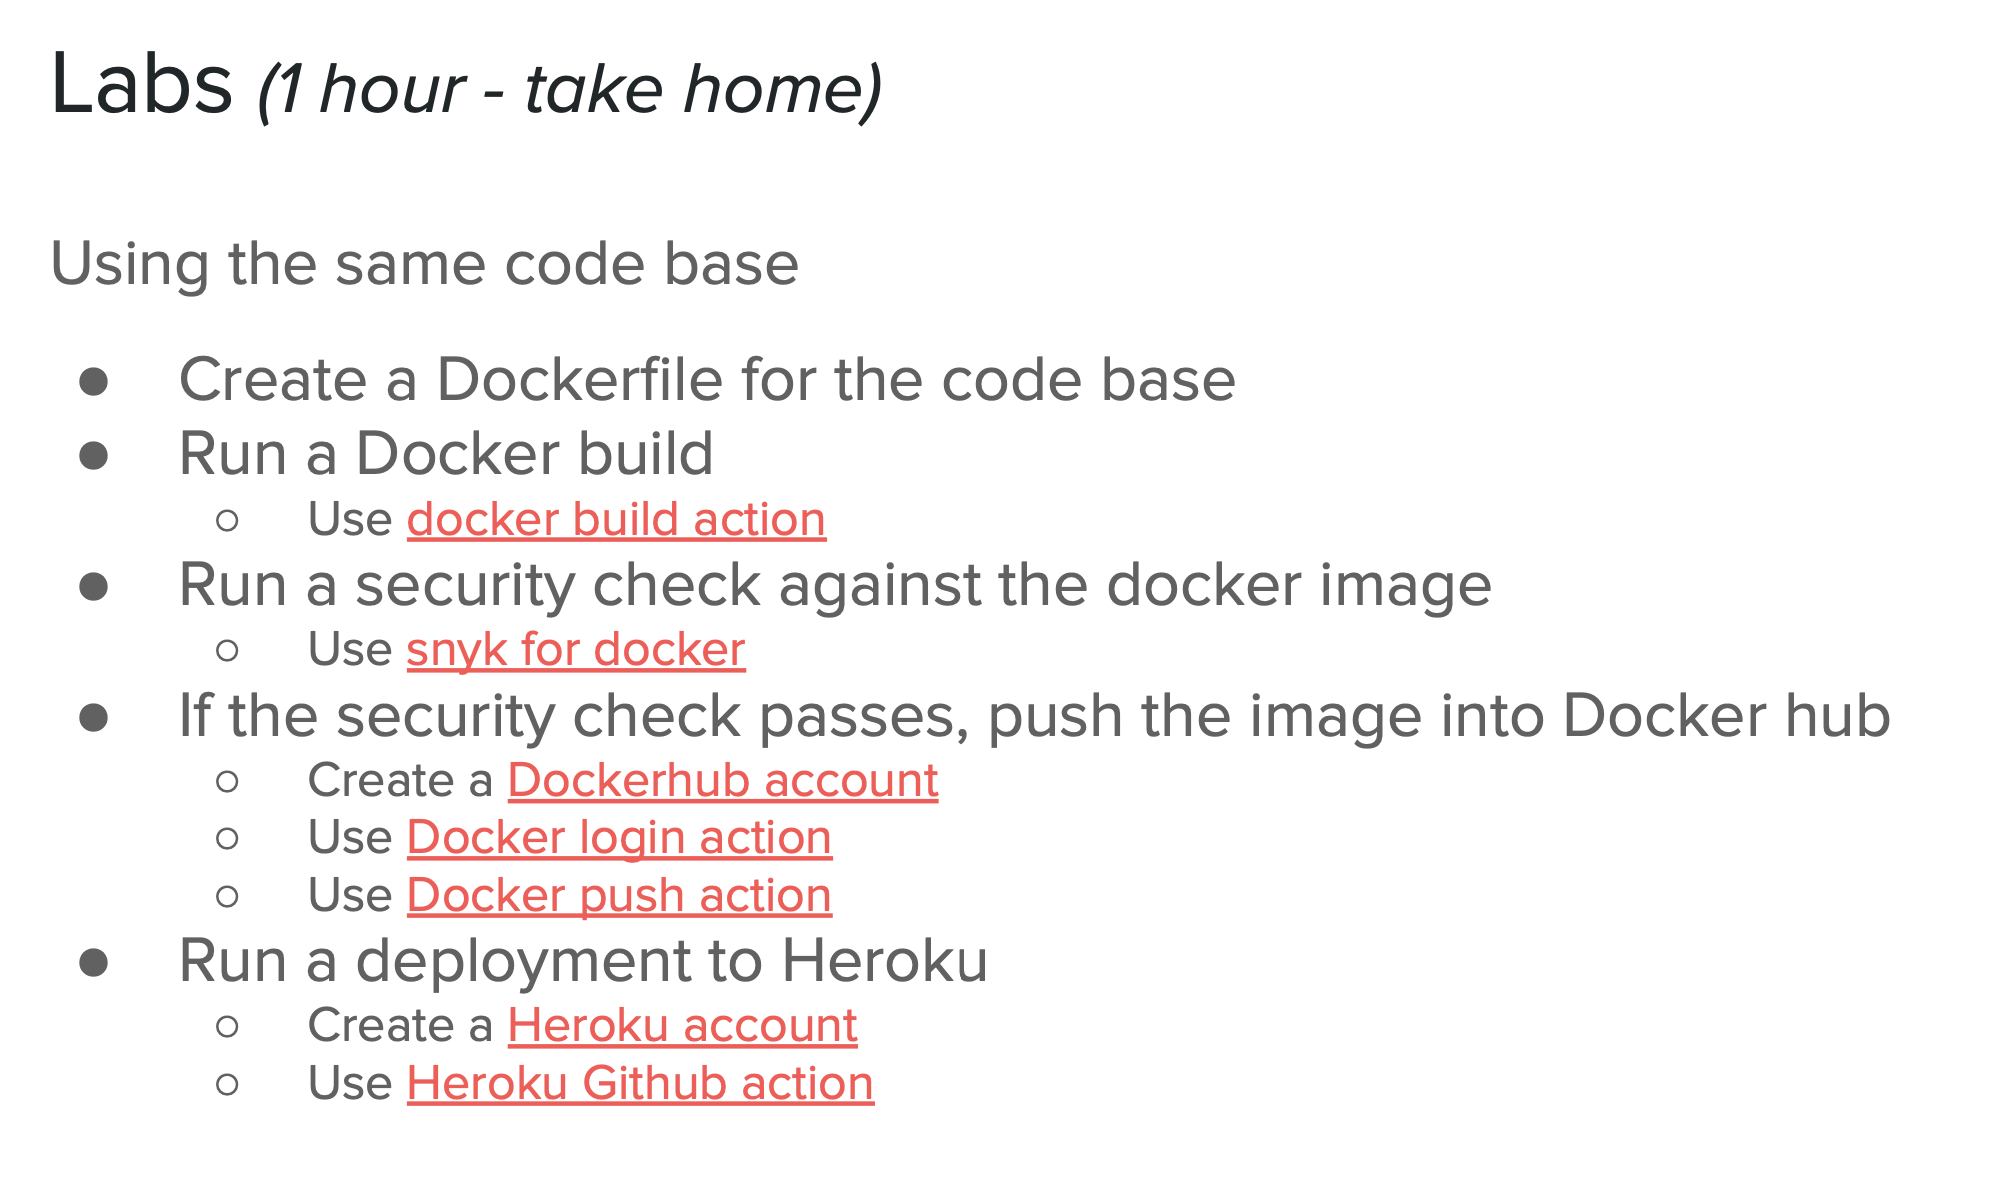 Labs (1 hour - take home)
Using the same code base
● Create a Dockerfile for the code base
● Run a Docker build
○ Use docker build action
● Run a security check against the docker image
○ Use snyk for docker
● If the security check passes, push the image into Docker hub
○ Create a Dockerhub account
○ Use Docker login action
○ Use Docker push action
● Run a deployment to Heroku
○ Create a Heroku account
○ Use Heroku Github action